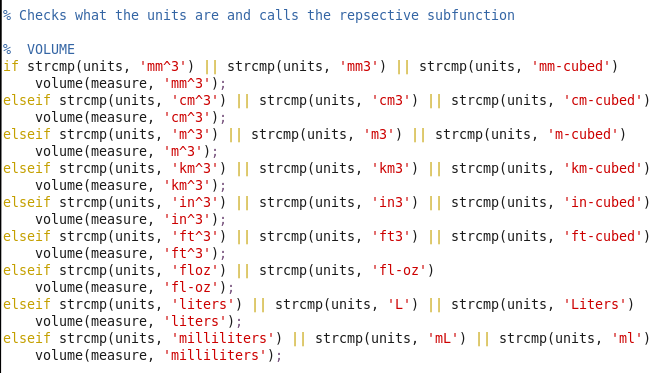 % Checks what the units are and calls the repsective subfunction
%  VOLUME
if strcmp(units, 'mm^3') || strcmp(units, 'mm3') || strcmp(units, 'mm-cubed')
    volume(measure, 'mm^3');
elseif strcmp(units, 'cm^3') || strcmp(units, 'cm3') || strcmp(units, 'cm-cubed')
    volume(measure, 'cm^3');
elseif strcmp(units, 'm^3') || strcmp(units, 'm3') || strcmp(units, 'm-cubed')
    volume(measure, 'm^3');
elseif strcmp(units, 'km^3') || strcmp(units, 'km3') || strcmp(units, 'km-cubed')
    volume(measure, 'km^3');
elseif strcmp(units, 'in^3') || strcmp(units, 'in3') || strcmp(units, 'in-cubed')
    volume(measure, 'in^3');
elseif strcmp(units, 'ft^3') || strcmp(units, 'ft3') || strcmp(units, 'ft-cubed')
    volume(measure, 'ft^3');
elseif strcmp(units, 'floz') || strcmp(units, 'fl-oz')
    volume(measure, 'fl-oz');
elseif strcmp(units, 'liters') || strcmp(units, 'L') || strcmp(units, 'Liters')
    volume(measure, 'liters');
elseif strcmp(units, 'milliliters') || strcmp(units, 'mL') || strcmp(units, 'ml')
    volume(measure, 'milliliters');